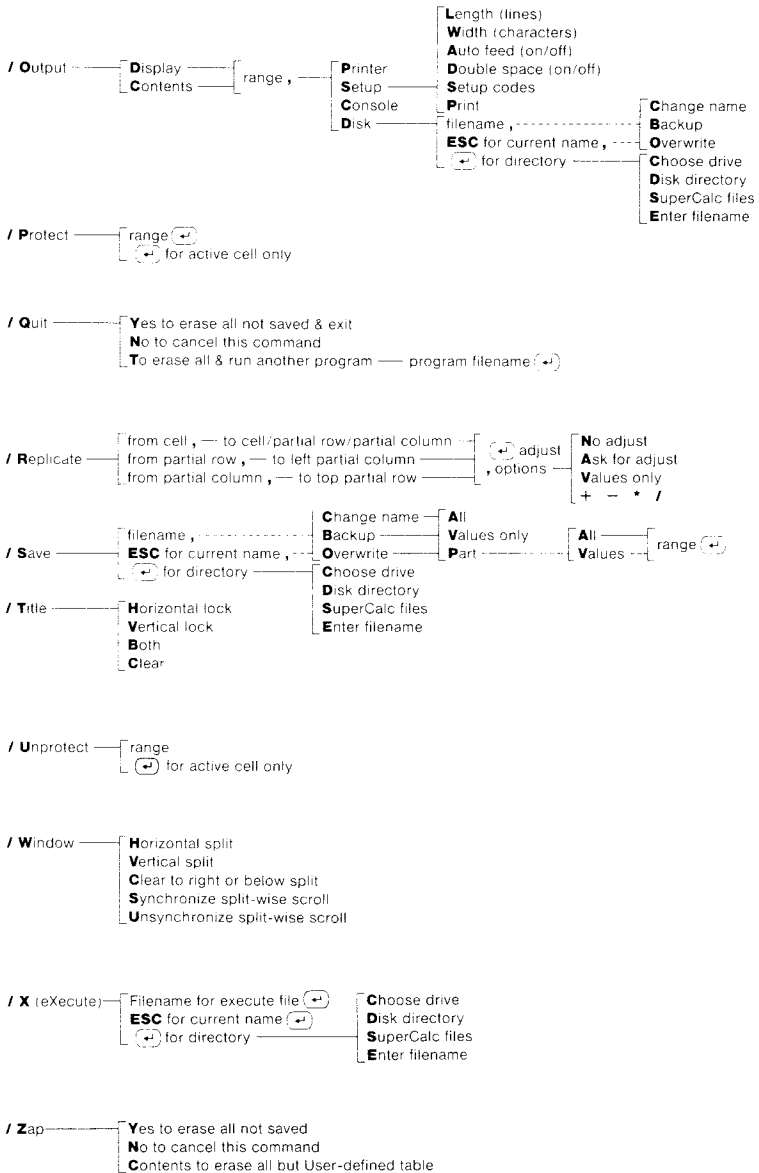 Length (lines)
Width (characters)
Auto feed (on/off)
/ Output Display range , Printer Double space (on/off)
Contents Setup Setup codes
Console Print Change name
Disk filename , Backup
ESC for current name , Overwrite
↵ for directory Choose drive
Disk directory
SuperCalc files
Enter filename
/ Protect range ↵
↵ for active cell only
/ Quit Yes to erase all not saved & exit
No to cancel this command
To erase all & run another program program filename ↵
/ Replicate from cell , to cell/partial row/partial column ↵ adjust No adjust
from partial row , to left partial column , options Ask for adjust
from partial column , to top partial row Values only
+ − * /
/ Save filename , Change name All
ESC for current name , Backup Values only All range ↵
↵ for directory Overwrite Part Values
Choose drive
Disk directory
SuperCalc files
Enter filename
/ Title Horizontal lock
Vertical lock
Both
Clear
/ Unprotect range
↵ for active cell only
/ Window Horizontal split
Vertical split
Clear to right or below split
Synchronize split-wise scroll
Unsynchronize split-wise scroll
/ X (eXecute) Filename for execute file ↵ Choose drive
ESC for current name ↵ Disk directory
↵ for directory SuperCalc files
Enter filename
/ Zap Yes to erase all not saved
No to cancel this command
Contents to erase all but User-defined table